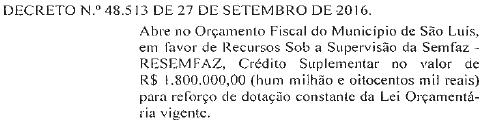 DECRETO N.º 48.513 DE 27 DE SETEMBRO DE 2016.
Abre no Orçamento Fiscal do Município de São Luís,
em favor de Recursos Sob a Supervisão da Semfaz -
RESEMFAZ, Crédito Suplementar no valor de
R$ 1.800.000,00 (hum milhão e oitocentos mil reais)
para reforço de dotação constante da Lei Orçamentá-
ria vigente.